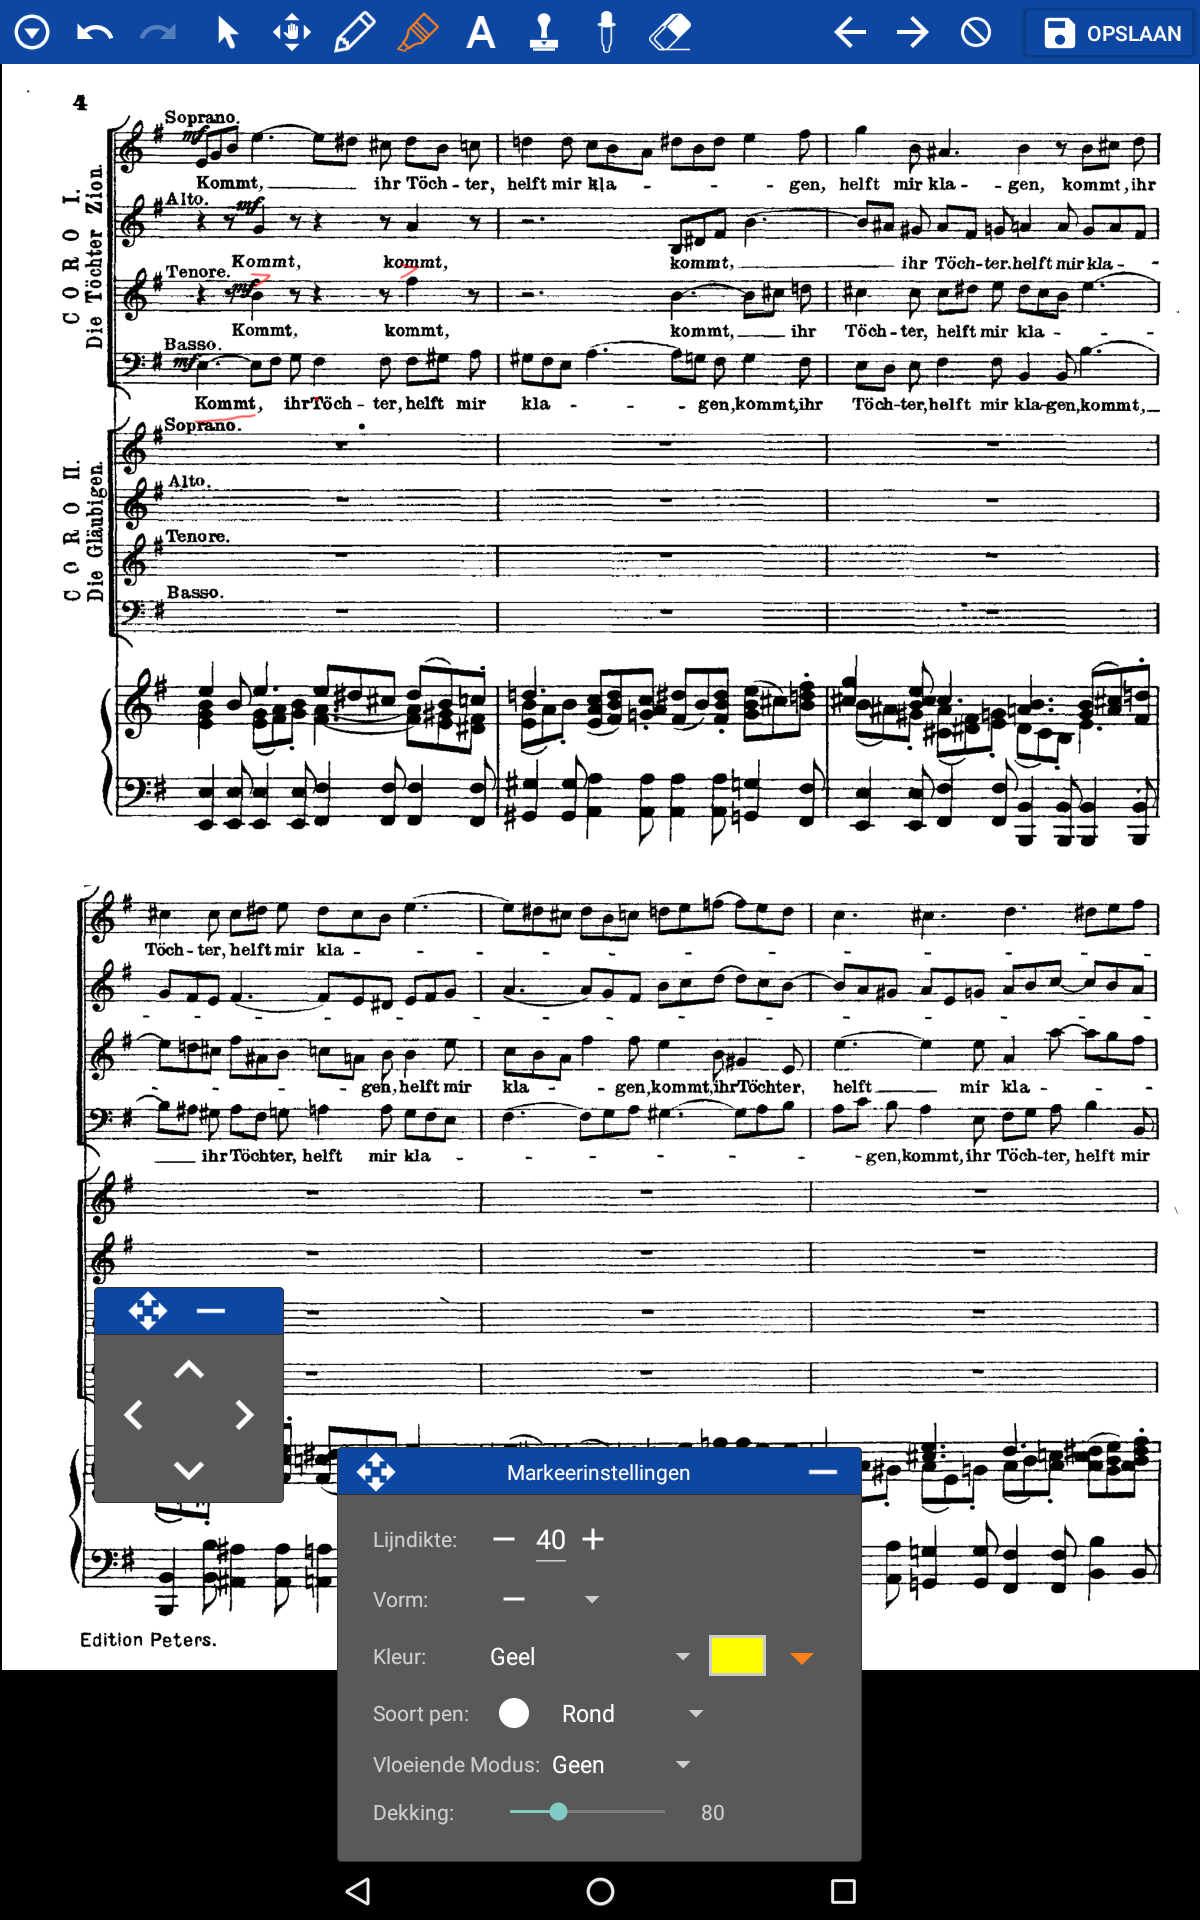 OPSLAAN
4
Soprano.
mf
Kommt, ihr Töch - ter, helft mir kla - - - - gen, helft mir kla - - gen, kommt, ihr
Alto.
mf
Kommt, kommt, kommt, ihr Töch - ter. helft mir kla - -
Tenore.
mf
Kommt, kommt, kommt, ihr Töch - ter, helft mir kla - - - -
Basso.
mf
Kommt, ihr Töch - ter, helft mir kla - - - - gen, kommt, ihr Töch - ter, helft mir kla - gen, kommt,
CORO I.
Die Töchter Zion.
Soprano.
Alto.
Tenore.
Basso.
CORO II.
Die Gläubigen.
Töch - ter, helft mir kla - - - - - - - - - - -
- - - - - - - - - - - - - -
- - - - gen, helft mir kla - - gen, kommt, ihr Töchter, helft mir kla - - -
ihr Töchter, helft mir kla - - - - - - - gen, kommt, ihr Töch - ter, helft mir
Markeerinstellingen
Lijndikte: − 40 +
Vorm:
Kleur: Geel
Soort pen: Rond
Vloeiende Modus: Geen
Dekking: 80
Edition Peters.